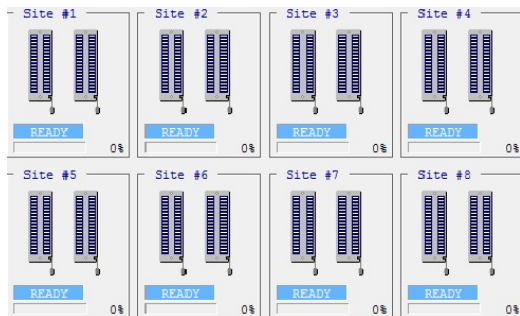 Site #1 Site #2 Site #3 Site #4
READY READY READY READY
0% 0% 0% 0%
Site #5 Site #6 Site #7 Site #8
READY READY READY READY
0% 0% 0% 0%